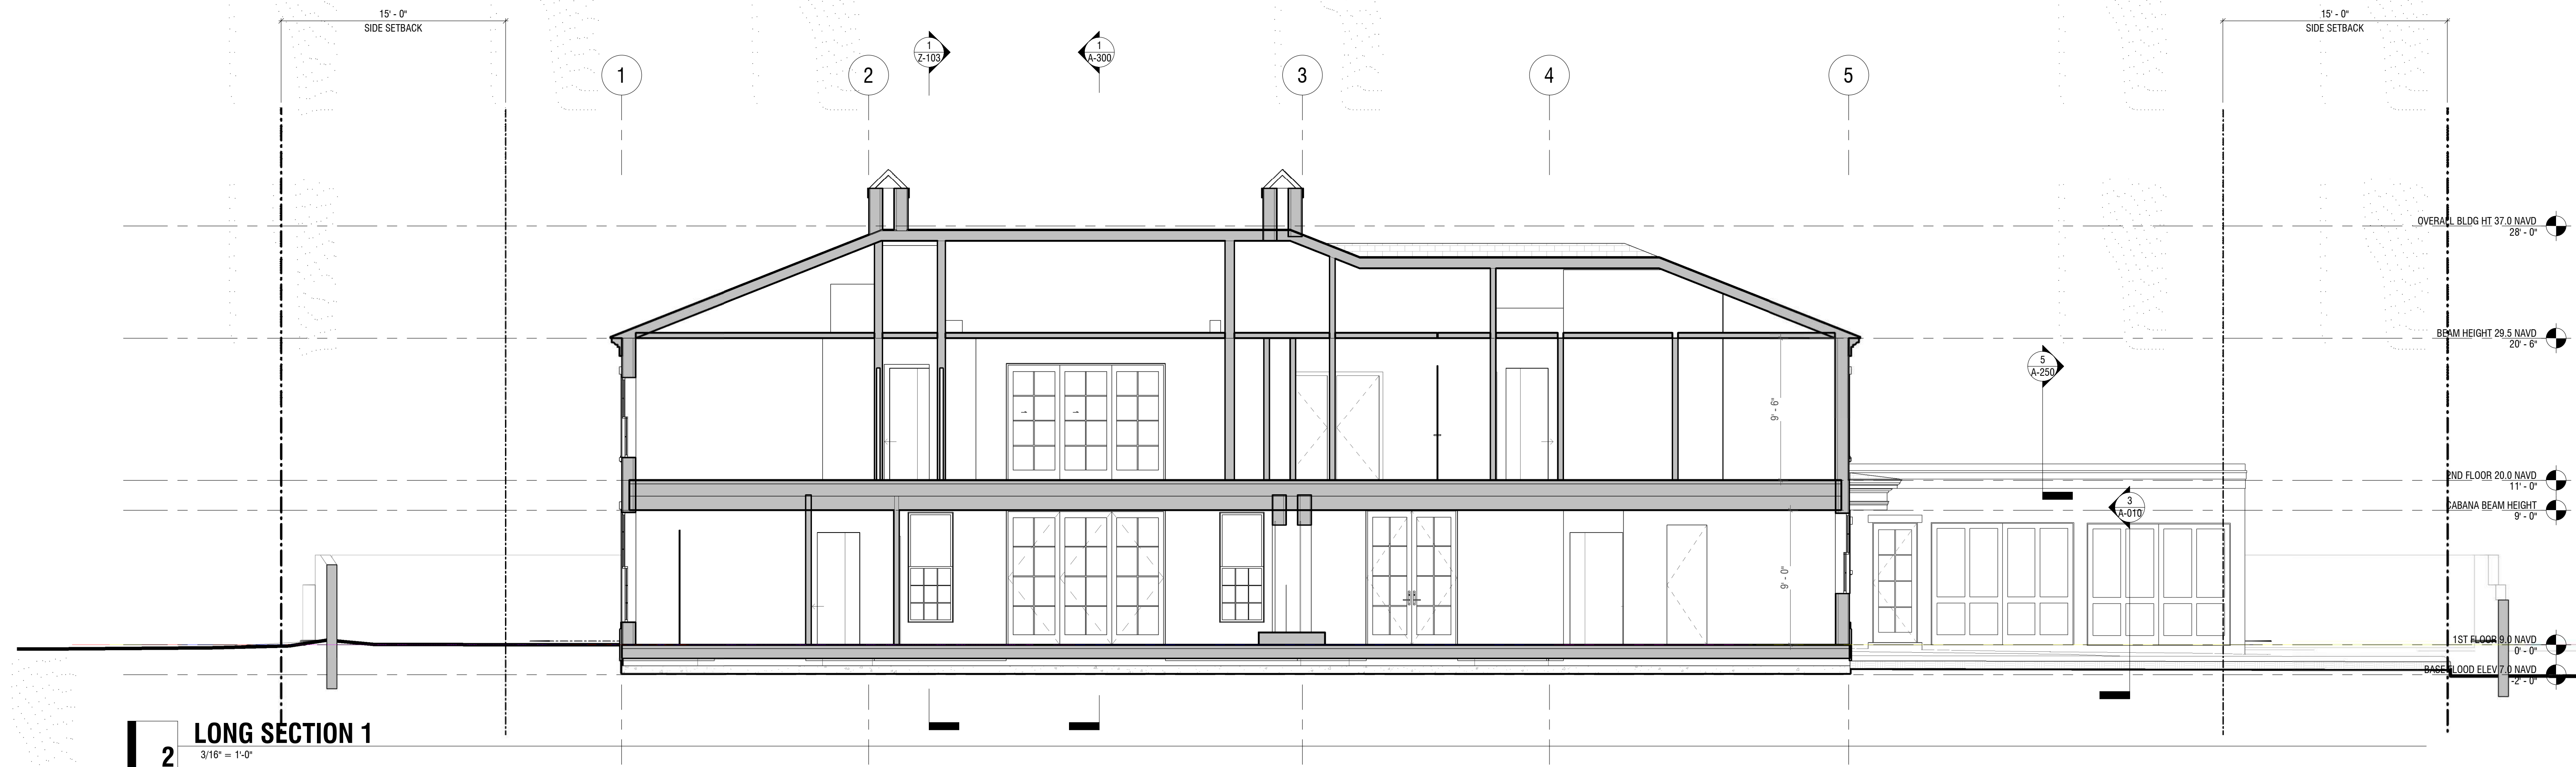 15' - 0"
SIDE SETBACK
15' - 0"
SIDE SETBACK
1
Z-103
1
A-300
1
2
3
4
5
OVERALL BLDG HT 37.0 NAVD
28' - 0"
BEAM HEIGHT 29.5 NAVD
20' - 6"
5
A-250
9' - 6"
2ND FLOOR 20.0 NAVD
11' - 0"
3
A-010
CABANA BEAM HEIGHT
9' - 0"
9' - 0"
1ST FLOOR 9.0 NAVD
0' - 0"
BASE FLOOD ELEV 7.0 NAVD
-2' - 0"
LONG SECTION 1
2
3/16" = 1'-0"